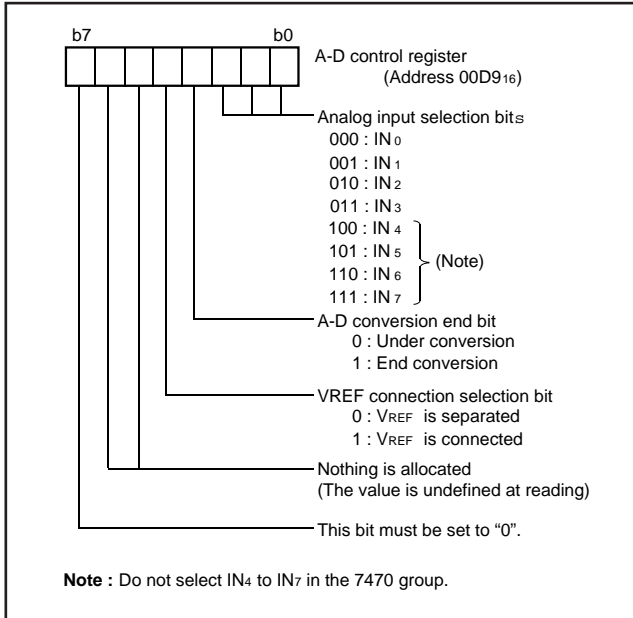 b7 b0
A-D control register
(Address 00D916)
Analog input selection bits
000 : IN0
001 : IN1
010 : IN2
011 : IN3
100 : IN4
101 : IN5
110 : IN6
111 : IN7
(Note)
A-D conversion end bit
0 : Under conversion
1 : End conversion
VREF connection selection bit
0 : VREF is separated
1 : VREF is connected
Nothing is allocated
(The value is undefined at reading)
This bit must be set to “0”.
Note : Do not select IN4 to IN7 in the 7470 group.